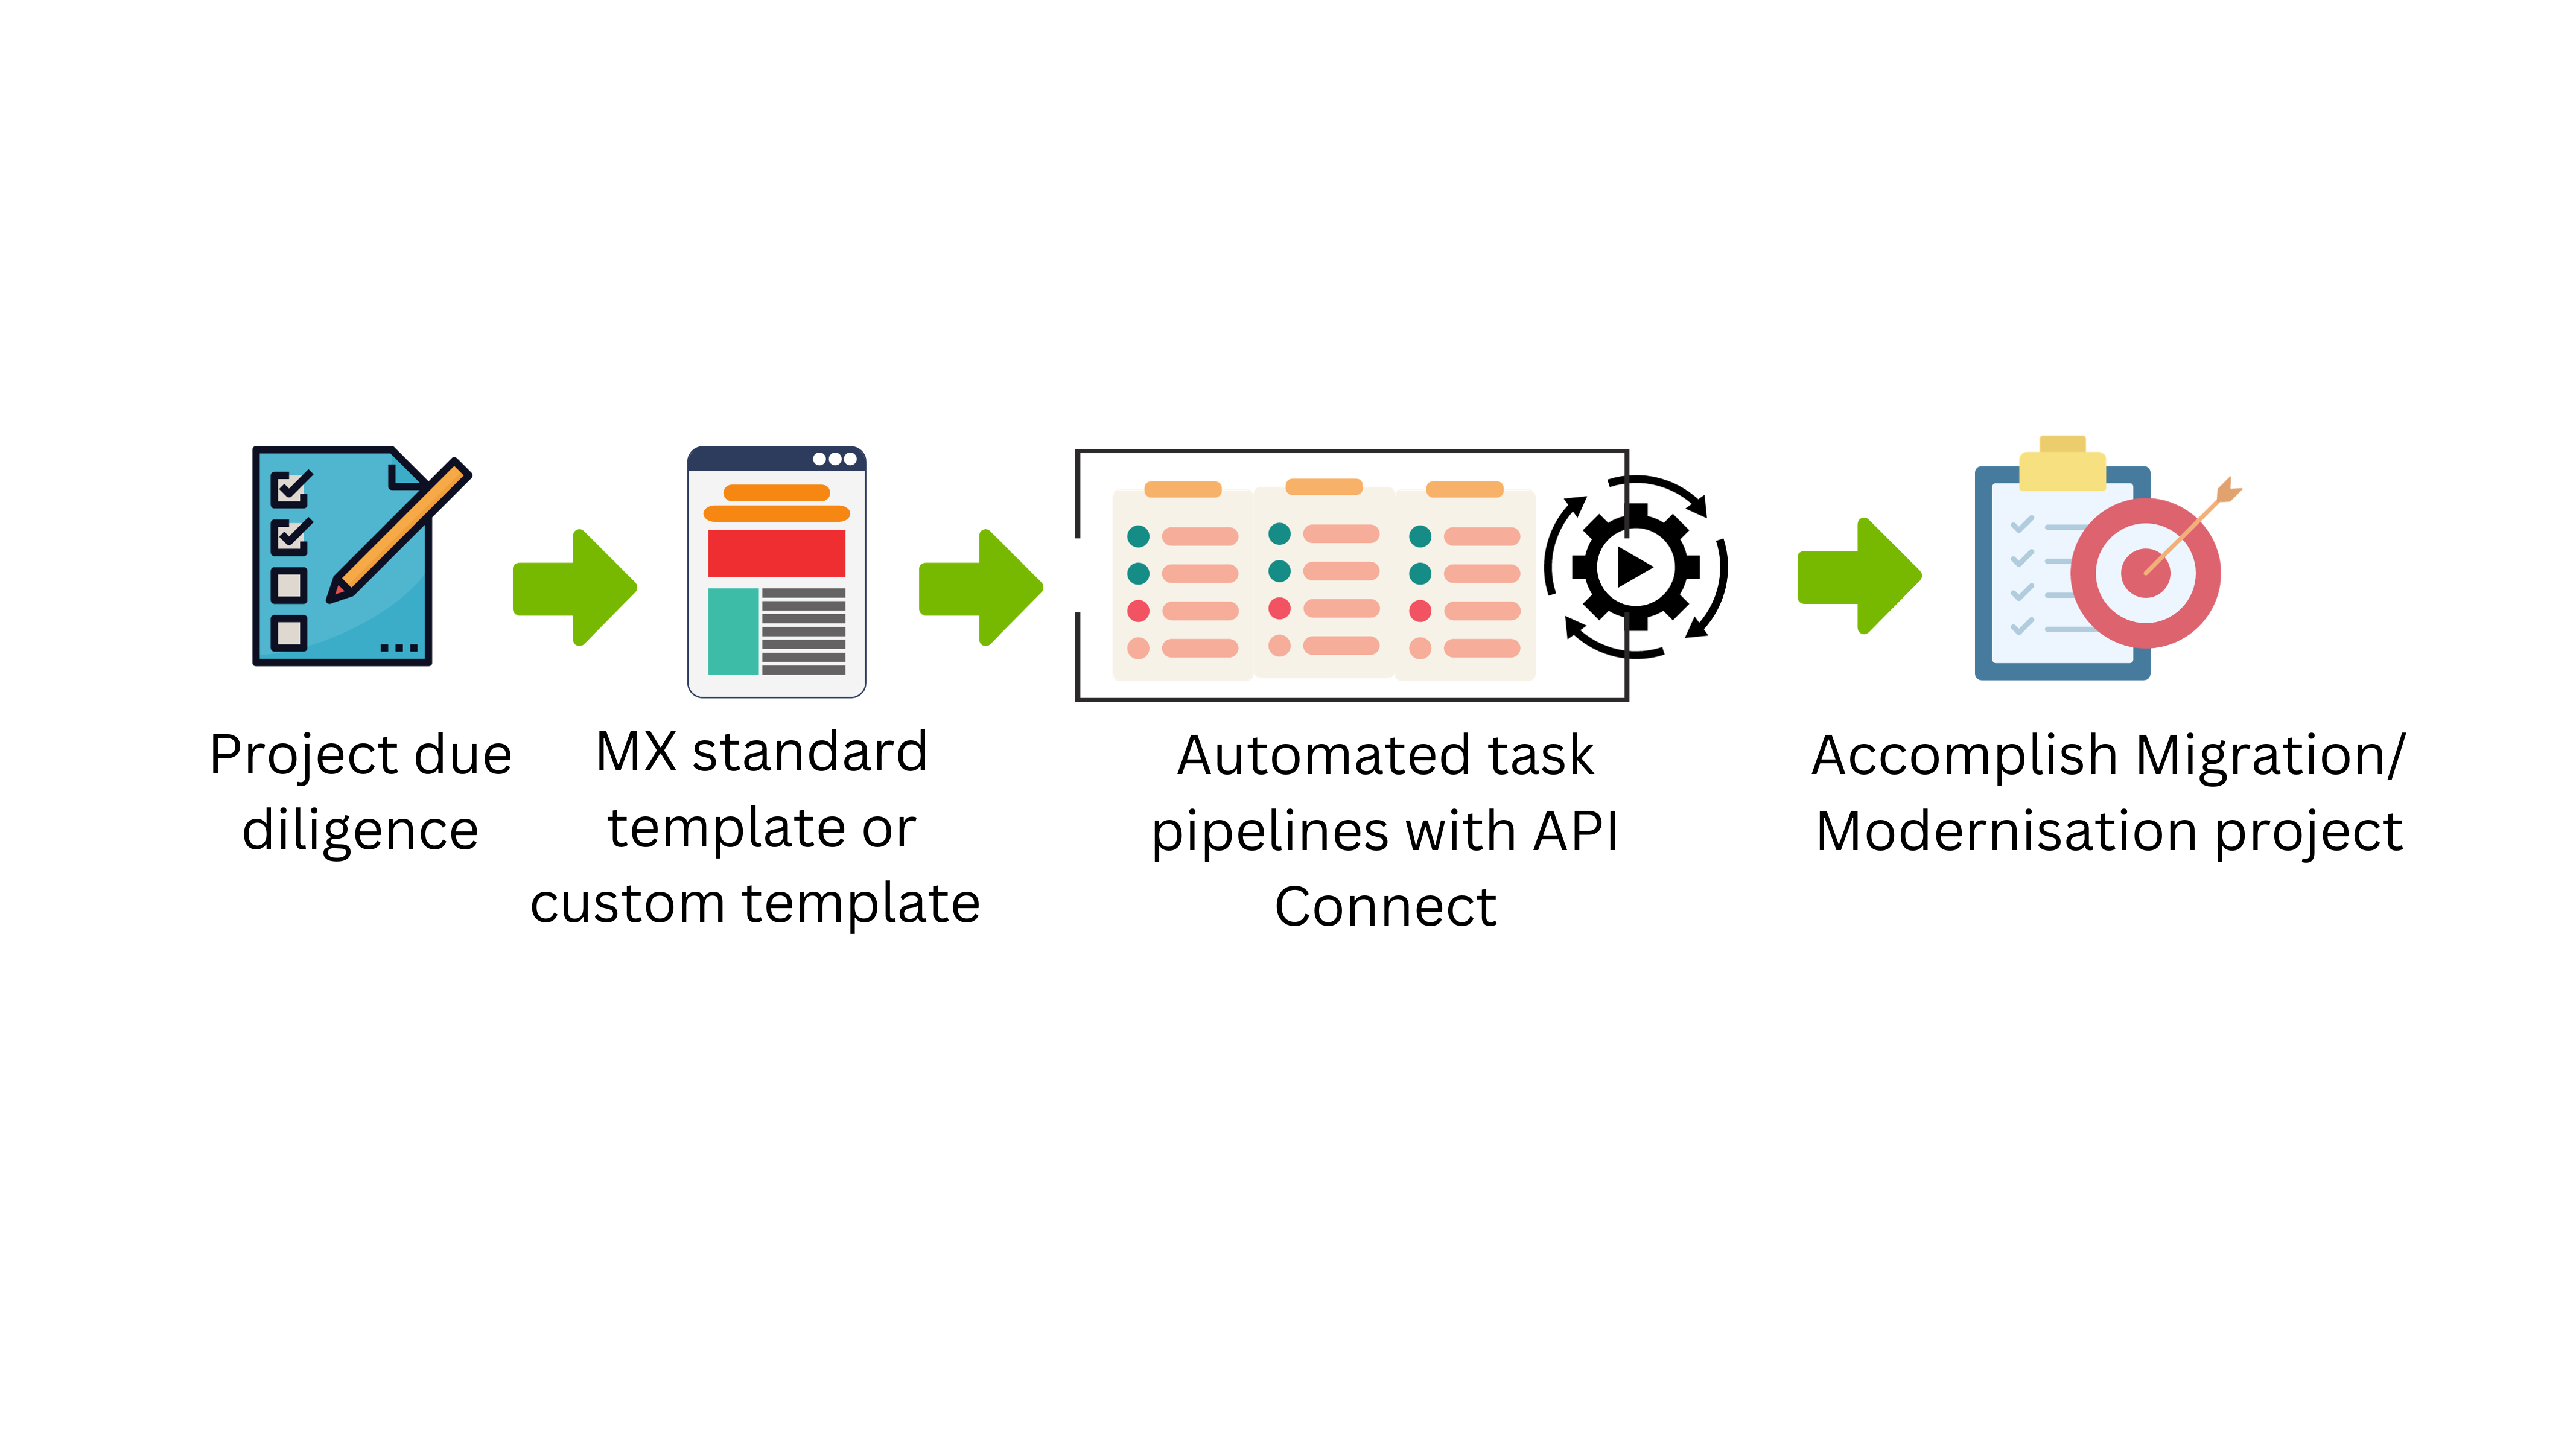 Project due
diligence
MX standard
template or
custom template
Automated task
pipelines with API
Connect
Accomplish Migration/
Modernisation project